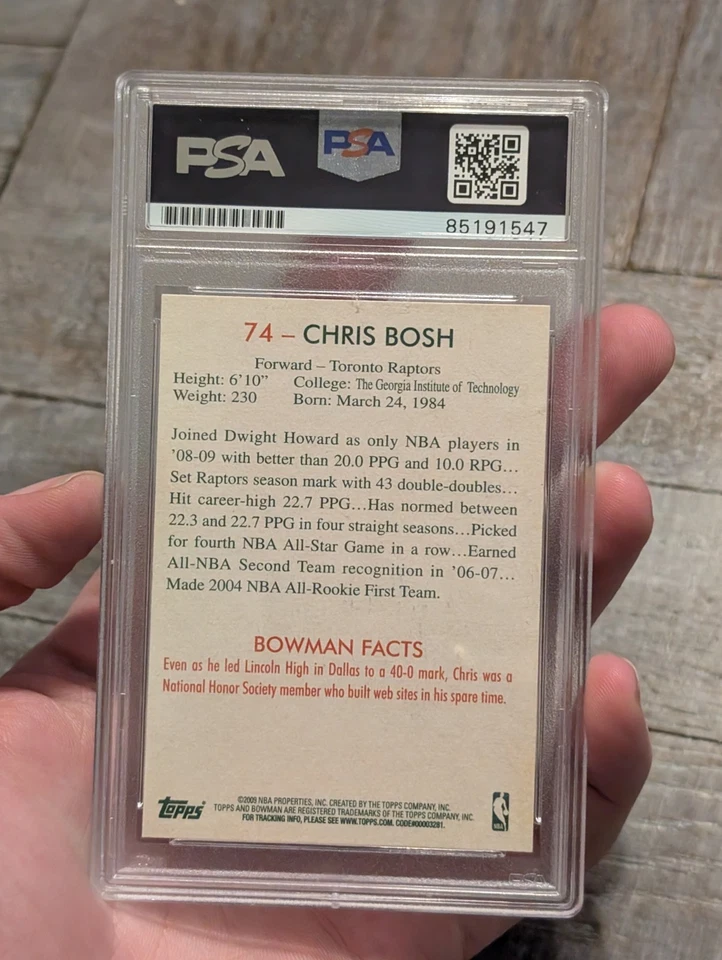 PSA PSA
85191547
74 – CHRIS BOSH
Forward – Toronto Raptors
Height: 6'10" College: The Georgia Institute of Technology
Weight: 230 Born: March 24, 1984
Joined Dwight Howard as only NBA players in
'08-09 with better than 20.0 PPG and 10.0 RPG...
Set Raptors season mark with 43 double-doubles...
Hit career-high 22.7 PPG...Has normed between
22.3 and 22.7 PPG in four straight seasons...Picked
for fourth NBA All-Star Game in a row...Earned
All-NBA Second Team recognition in '06-07...
Made 2004 NBA All-Rookie First Team.
BOWMAN FACTS
Even as he led Lincoln High in Dallas to a 40-0 mark, Chris was a
National Honor Society member who built web sites in his spare time.
Topps
©2009 NBA PROPERTIES, INC. CREATED BY THE TOPPS COMPANY, INC.
TOPPS AND BOWMAN ARE REGISTERED TRADEMARKS OF THE TOPPS COMPANY, INC.
FOR TRACKING INFO, PLEASE SEE WWW.TOPPS.COM. CODE#00003281.
NBA
PSA